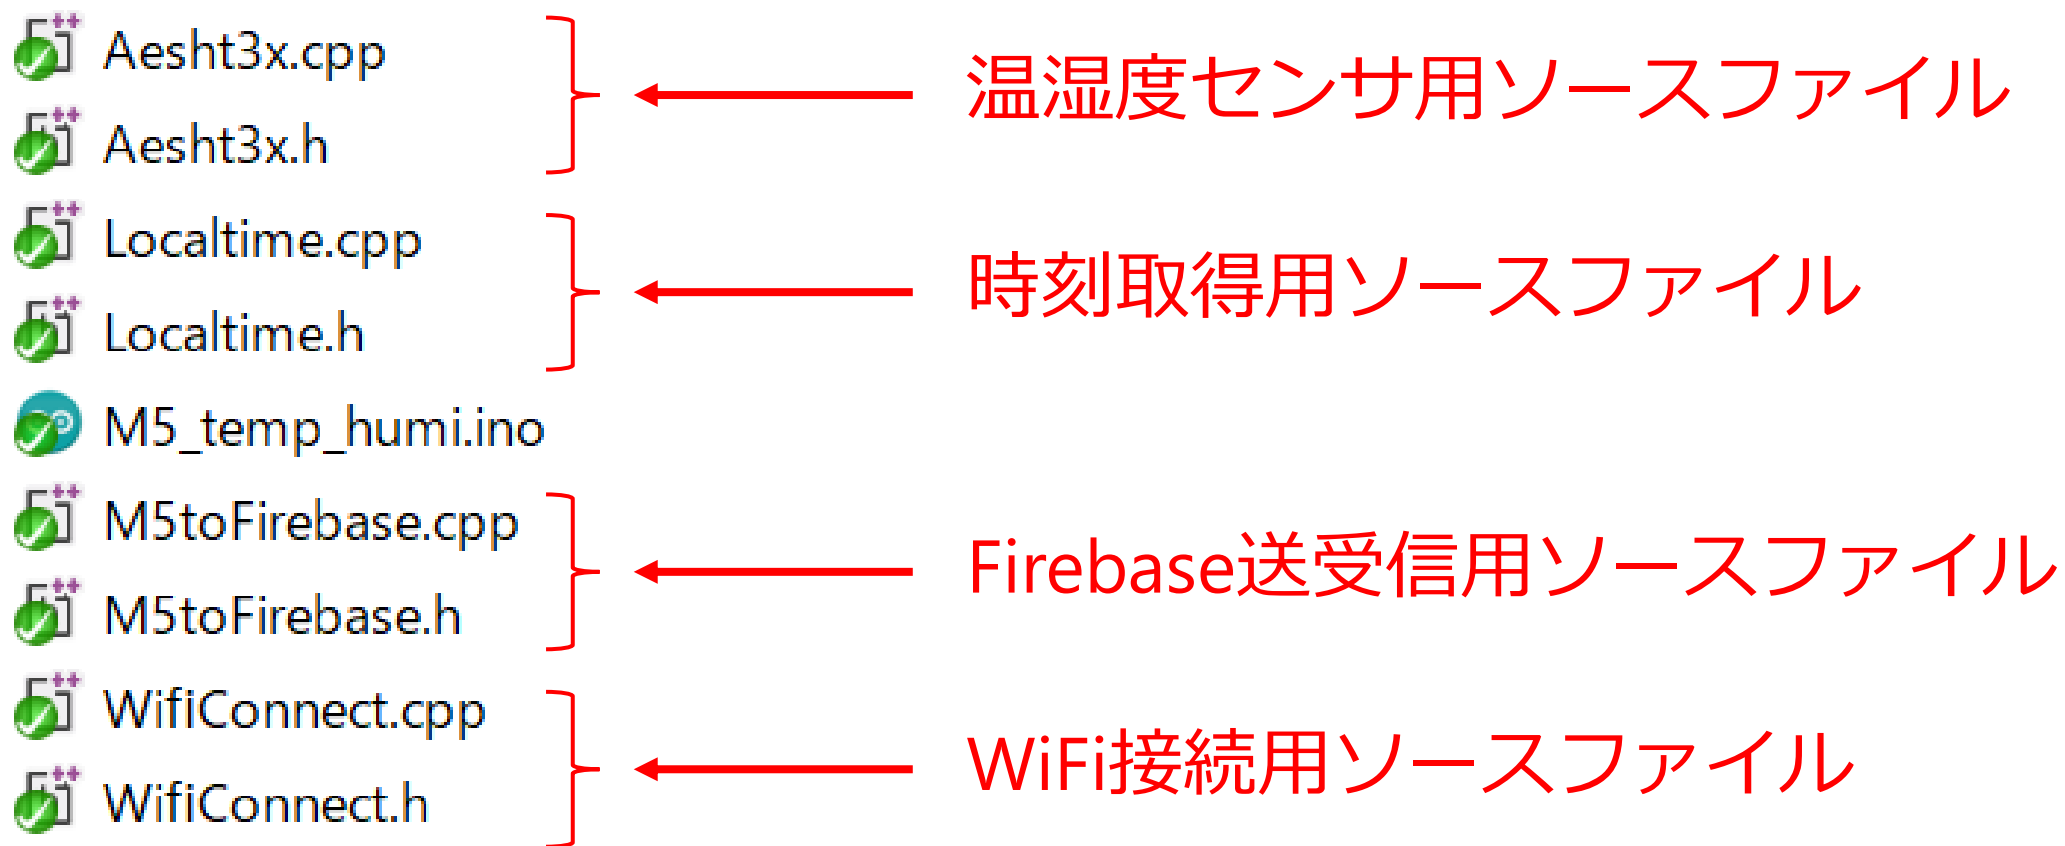 Aesht3x.cpp
Aesht3x.h
温湿度センサ用ソースファイル
Localtime.cpp
Localtime.h
時刻取得用ソースファイル
M5_temp_humi.ino
M5toFirebase.cpp
M5toFirebase.h
Firebase送受信用ソースファイル
WifiConnect.cpp
WifiConnect.h
WiFi接続用ソースファイル